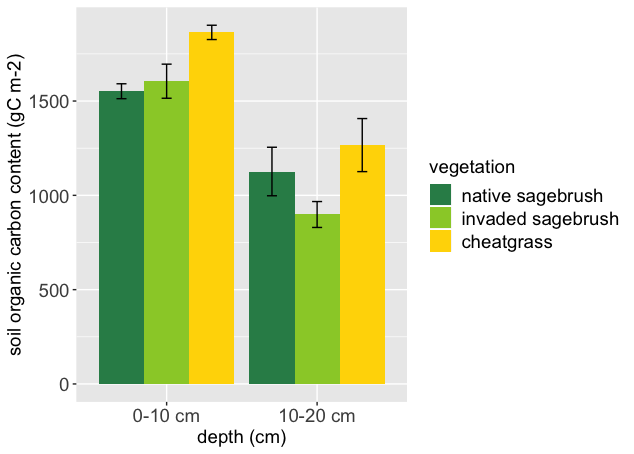 soil organic carbon content (gC m-2)
1500
1000
500
0
0-10 cm
10-20 cm
depth (cm)
vegetation
native sagebrush
invaded sagebrush
cheatgrass